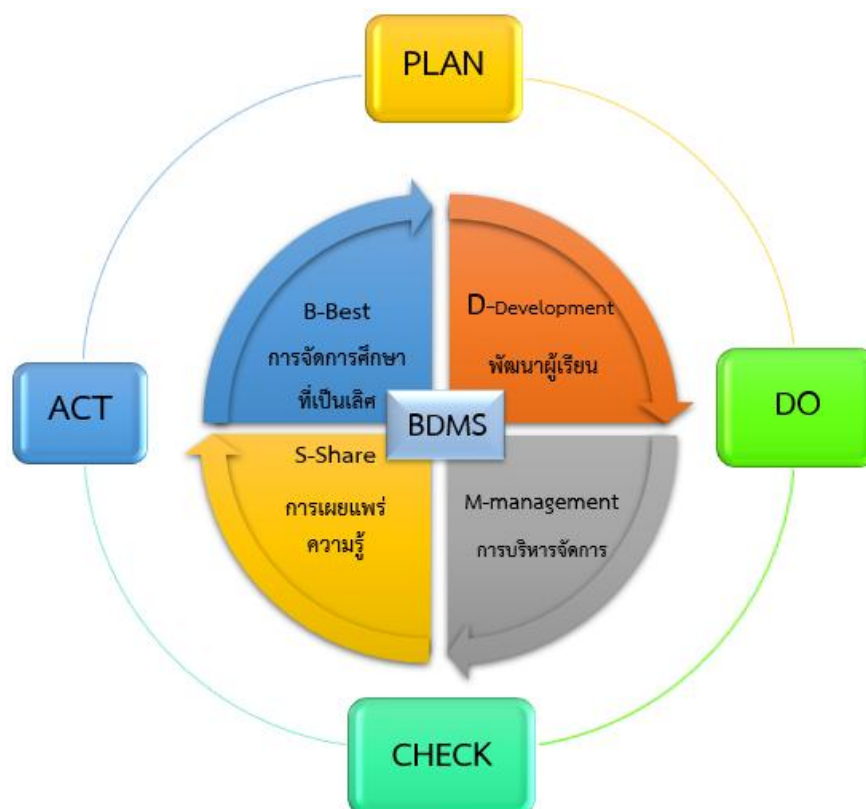 PLAN
B-Best
การจัดการศึกษา
ที่เป็นเลิศ
D-Development
พัฒนาผู้เรียน
ACT
BDMS
DO
S-Share
การเผยแพร่
ความรู้
M-management
การบริหารจัดการ
CHECK